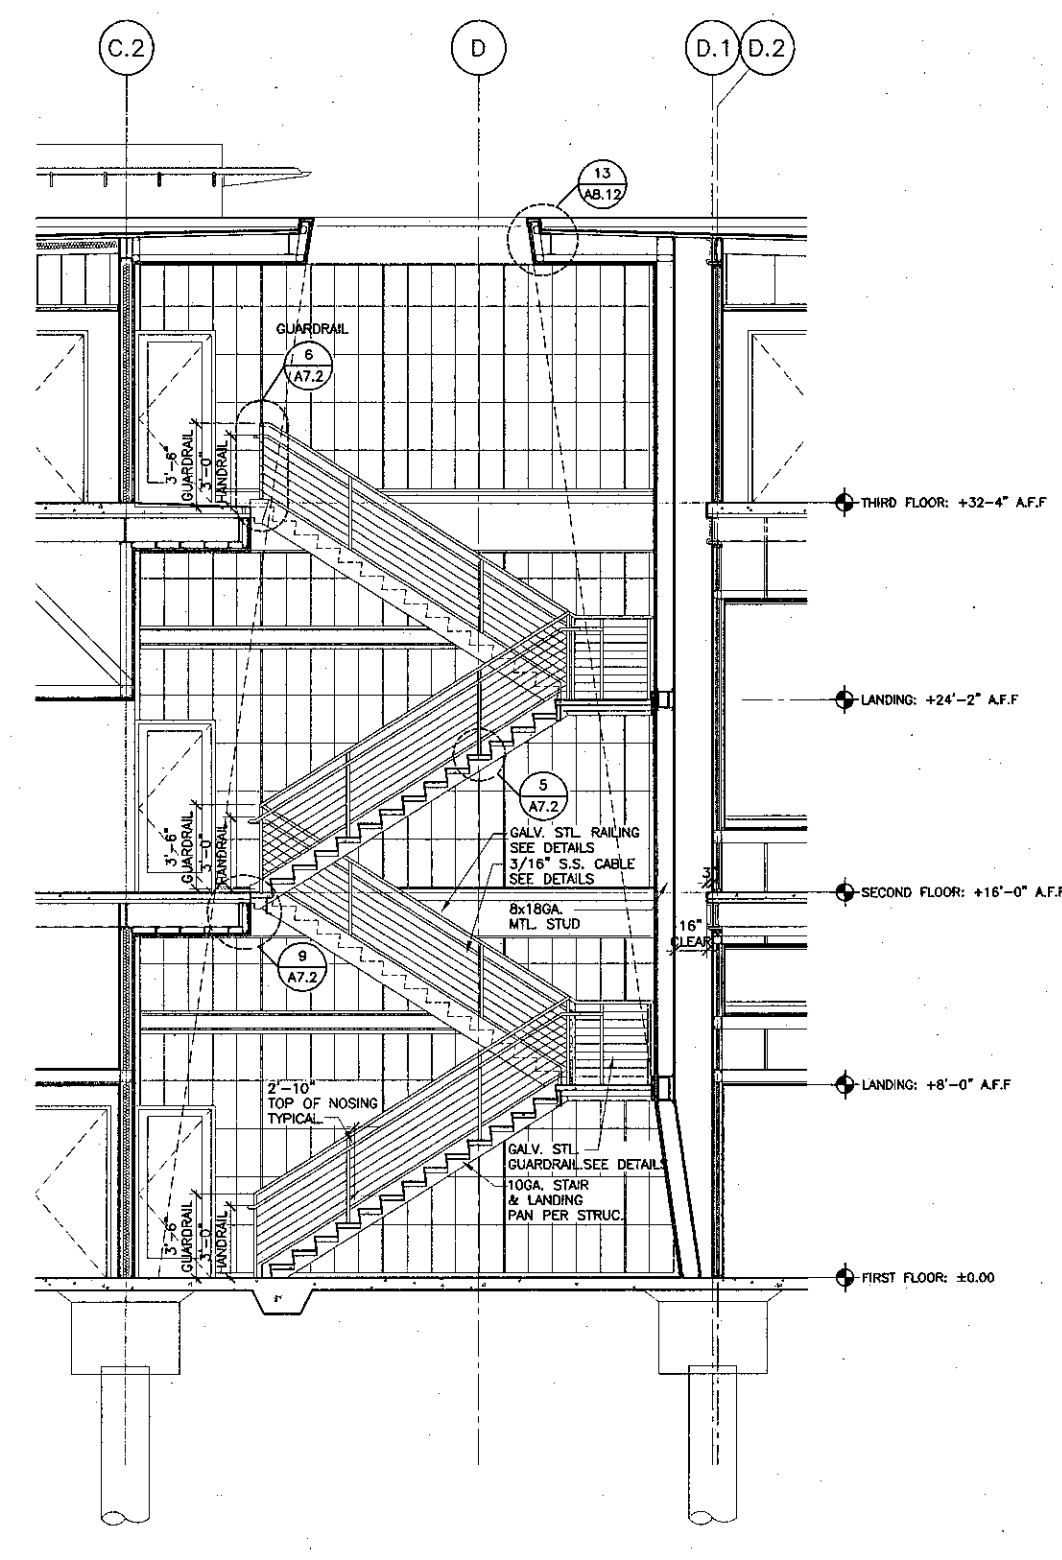 C.2
D
D.1
D.2
13
A8.12
GUARDRAIL
6
A7.2
3'-6"
GUARDRAIL
3'-0"
HANDRAIL
THIRD FLOOR: +32-4" A.F.F
LANDING: +24'-2" A.F.F
5
A7.2
3'-6"
GUARDRAIL
3'-0"
HANDRAIL
GALV. STL. RAILING
SEE DETAILS
3/16" S.S. CABLE
SEE DETAILS
3"
SECOND FLOOR: +16'-0" A.F.F
8x18GA.
MTL. STUD
16"
CLEAR
9
A7.2
2'-10"
TOP OF NOSING
TYPICAL
LANDING: +8'-0" A.F.F
GALV. STL.
GUARDRAIL.SEE DETAILS
10GA. STAIR
& LANDING
PAN PER STRUC.
3'-6"
GUARDRAIL
3'-0"
HANDRAIL
FIRST FLOOR: ±0.00